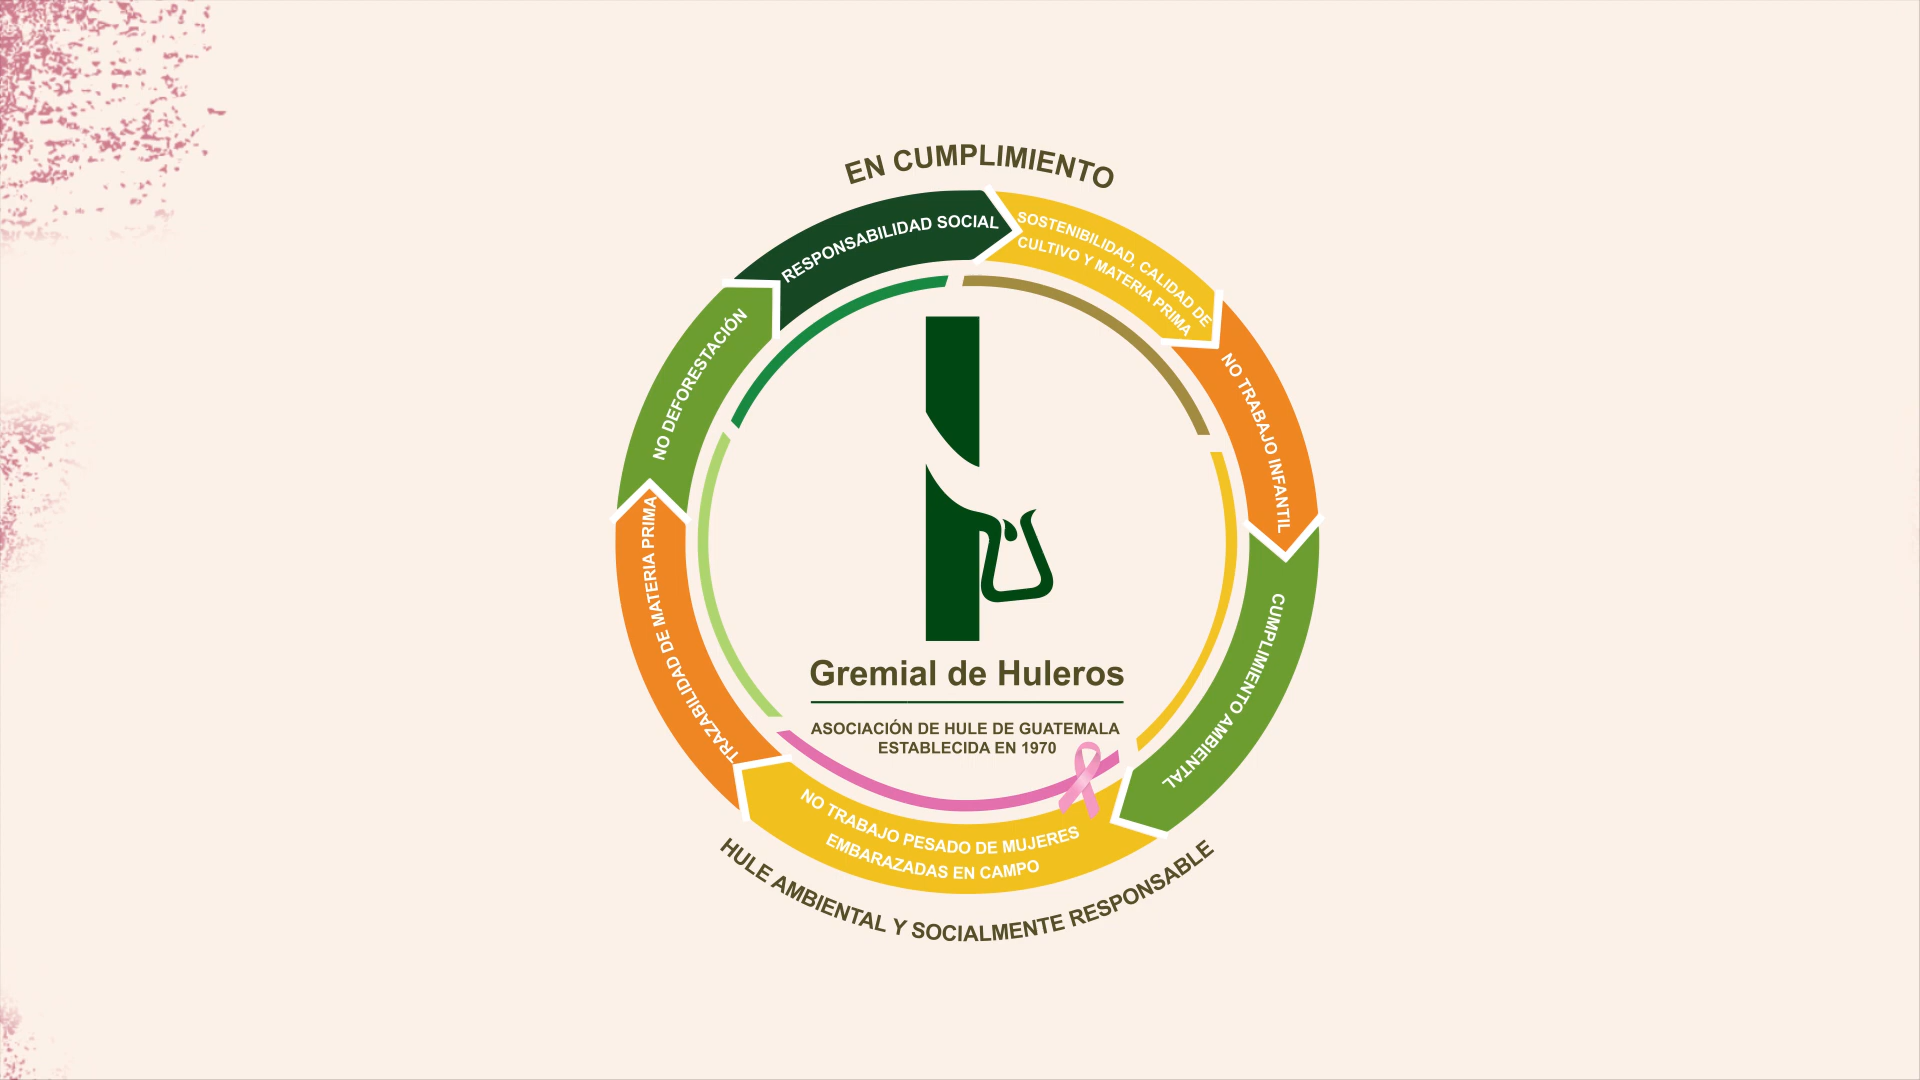 EN CUMPLIMIENTO
RESPONSABILIDAD SOCIAL
SOSTENIBILIDAD, CALIDAD DE
CULTIVO Y MATERIA PRIMA
NO TRABAJO INFANTIL
CUMPLIMIENTO AMBIENTAL
NO TRABAJO PESADO DE MUJERES
EMBARAZADAS EN CAMPO
TRAZABILIDAD DE MATERIA PRIMA
NO DEFORESTACIÓN
Gremial de Huleros
ASOCIACIÓN DE HULE DE GUATEMALA
ESTABLECIDA EN 1970
HULE AMBIENTAL Y SOCIALMENTE RESPONSABLE